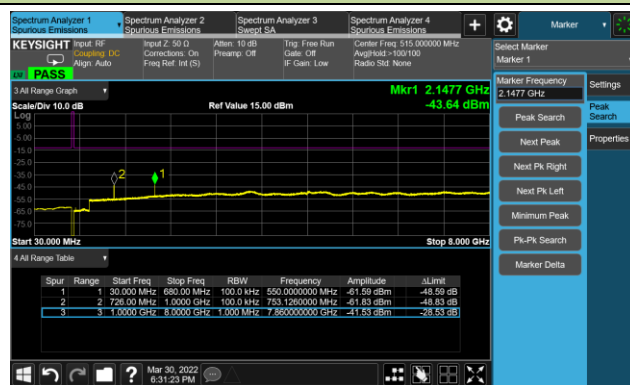 Spectrum Analyzer 1
Spurious Emissions
Spectrum Analyzer 2
Spurious Emissions
Spectrum Analyzer 3
Swept SA
Spectrum Analyzer 4
Spurious Emissions
+
Marker
KEYSIGHT
Input: RF
Coupling: DC
Align: Auto
Input Z: 50 Ω
Corrections: On
Freq Ref: Int (S)
Atten: 10 dB
Preamp: Off
Trig: Free Run
Gate: Off
IF Gain: Low
Center Freq: 515.000000 MHz
Avg|Hold:>100/100
Radio Std: None
PASS
Select Marker
Marker 1
3 All Range Graph
Mkr1 2.1477 GHz
-43.64 dBm
Scale/Div 10.0 dB
Ref Value 15.00 dBm
Log
5.00
-5.00
-15.0
-25.0
-35.0
-45.0
-55.0
-65.0
-75.0
2
1
Start 30.000 MHz
Stop 8.000 GHz
4 All Range Table
Spur Range Start Freq Stop Freq RBW Frequency Amplitude ΔLimit
1 1 30.000 MHz 680.00 MHz 100.0 kHz 550.0000000 MHz -61.59 dBm -48.59 dB
2 2 726.00 MHz 1.0000 GHz 100.0 kHz 753.1260000 MHz -61.83 dBm -48.83 dB
3 3 1.0000 GHz 8.0000 GHz 1.000 MHz 7.860000000 GHz -41.53 dBm -28.53 dB
Marker Frequency
2.1477 GHz
Peak Search
Next Peak
Next Pk Right
Next Pk Left
Minimum Peak
Pk-Pk Search
Marker Delta
Settings
Peak
Search
Properties
?
Mar 30, 2022
6:31:23 PM